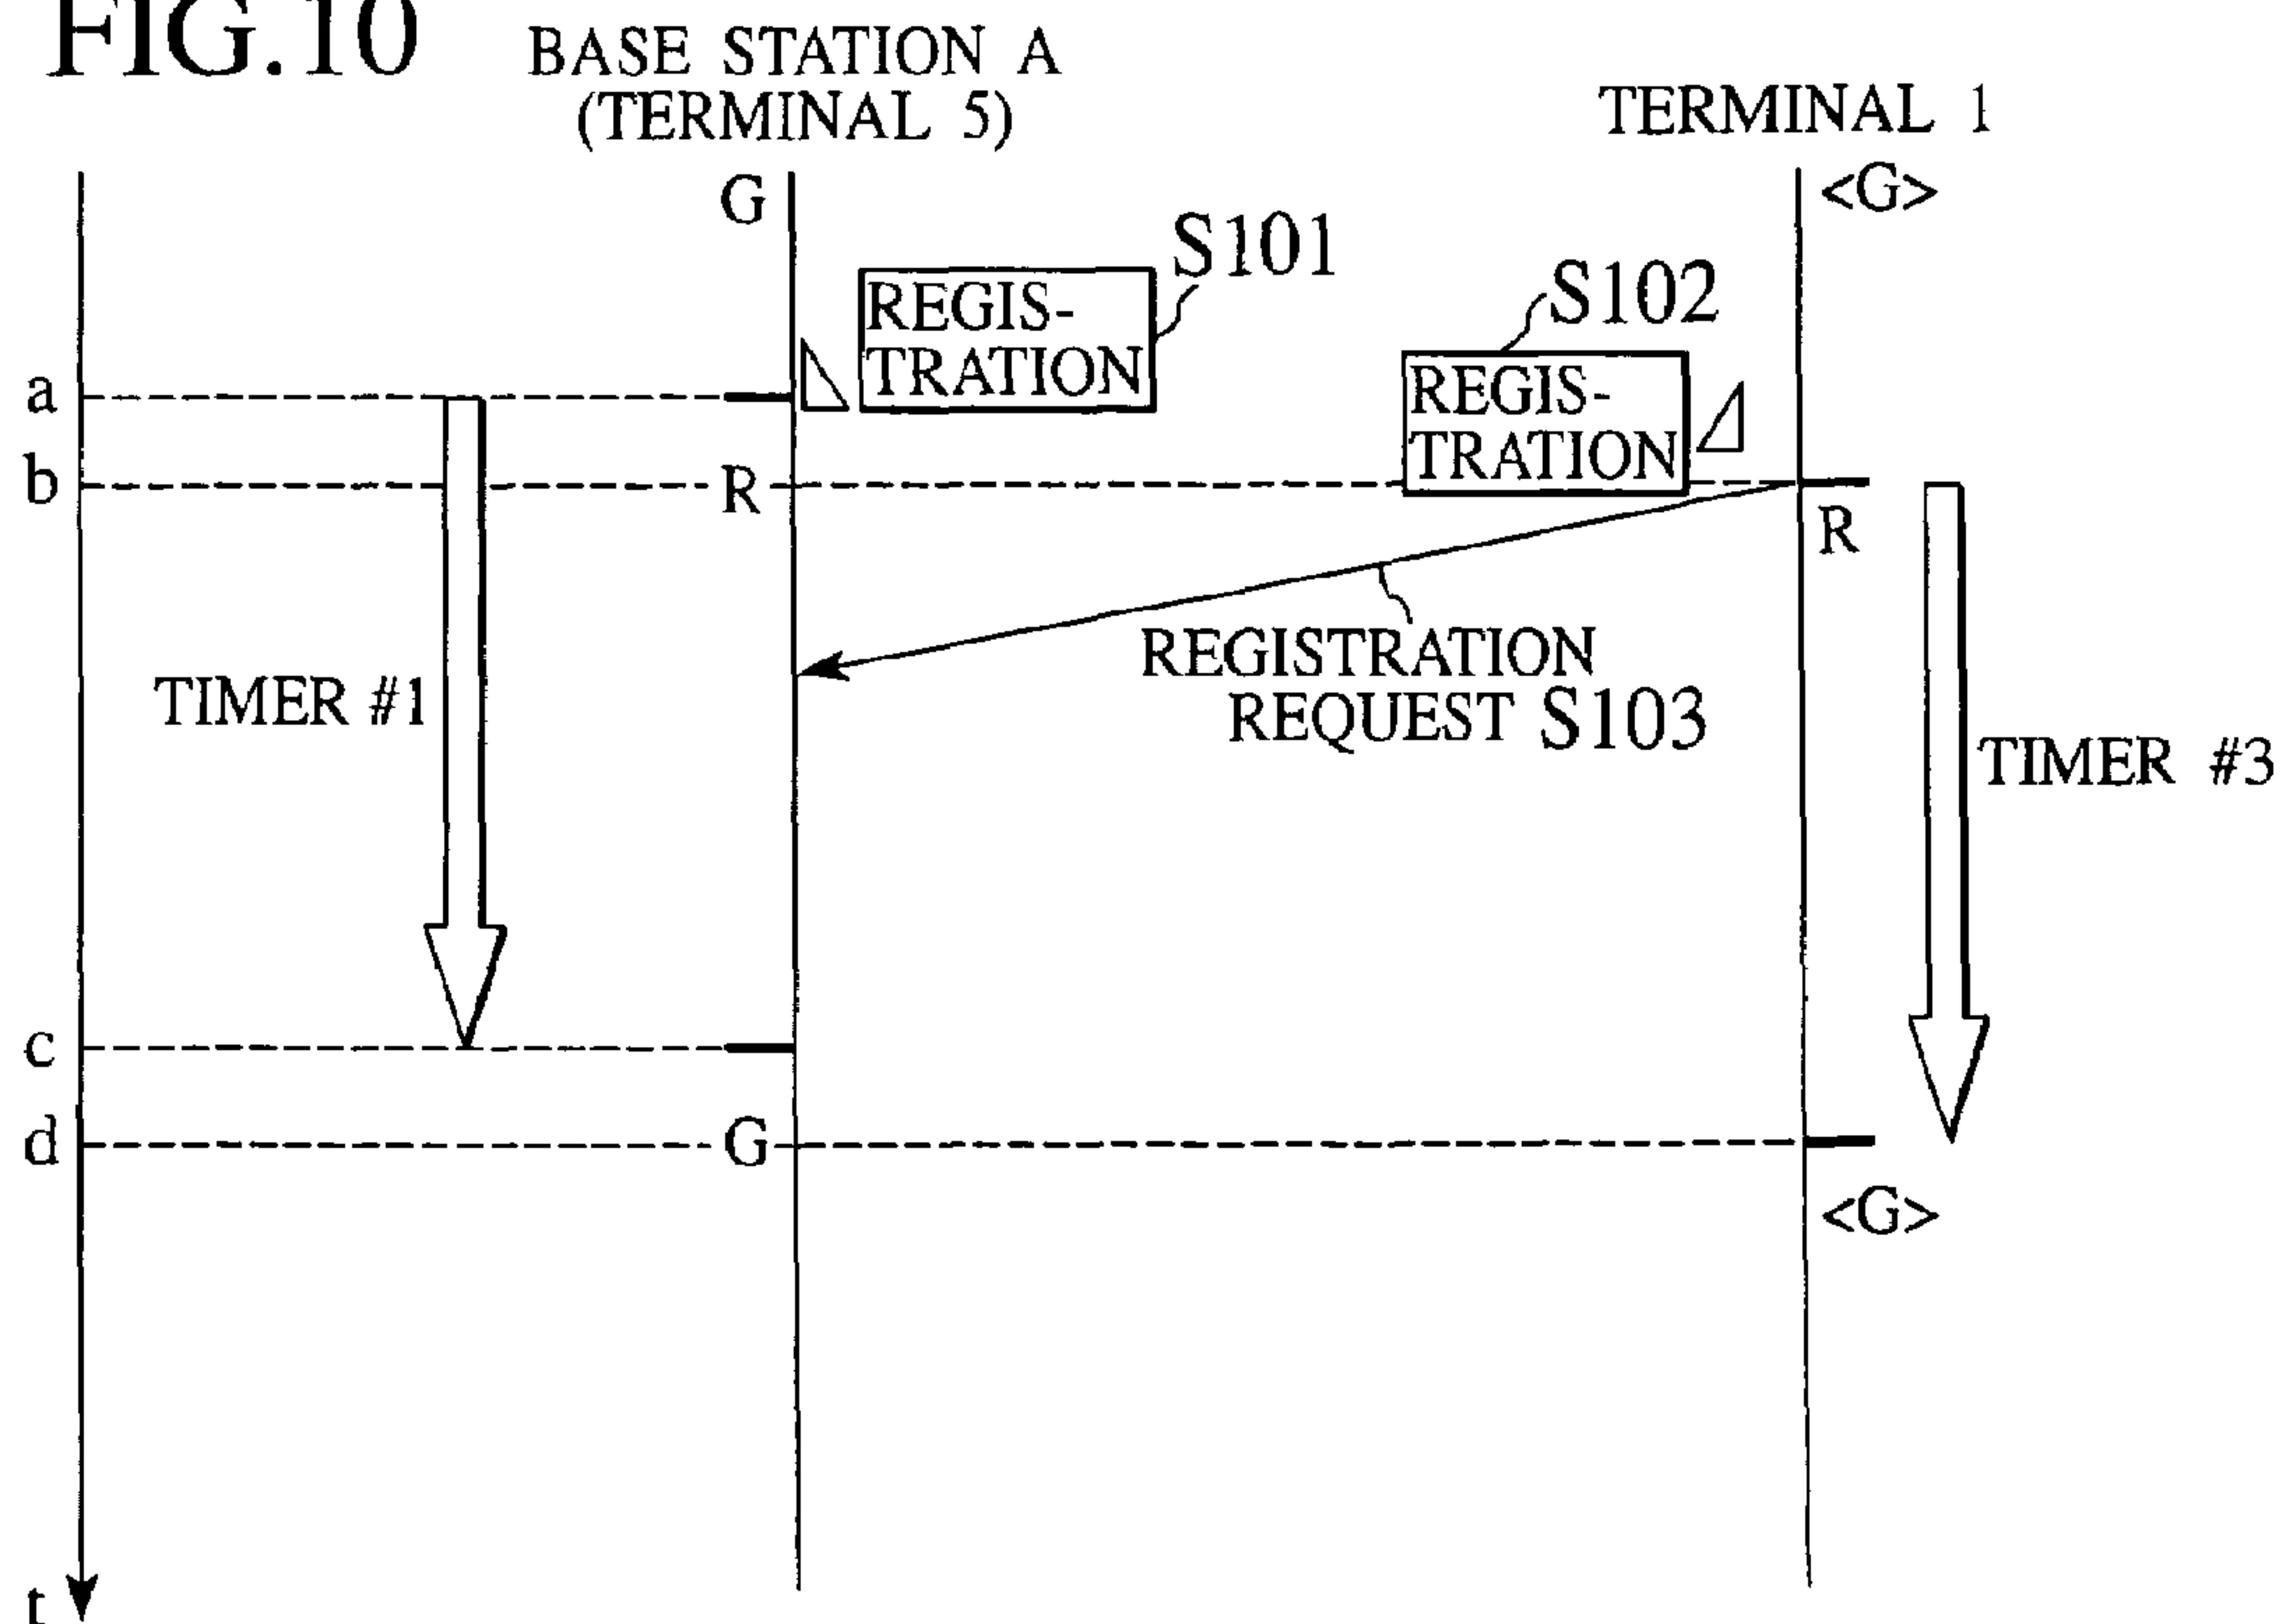 FIG.10
BASE STATION A
(TERMINAL 5)
TERMINAL 1
G
<G>
S101
REGIS-
TRATION
S102
REGIS-
TRATION
a
b
R
R
REGISTRATION
REQUEST S103
TIMER #1
TIMER #3
c
d
G
<G>
t